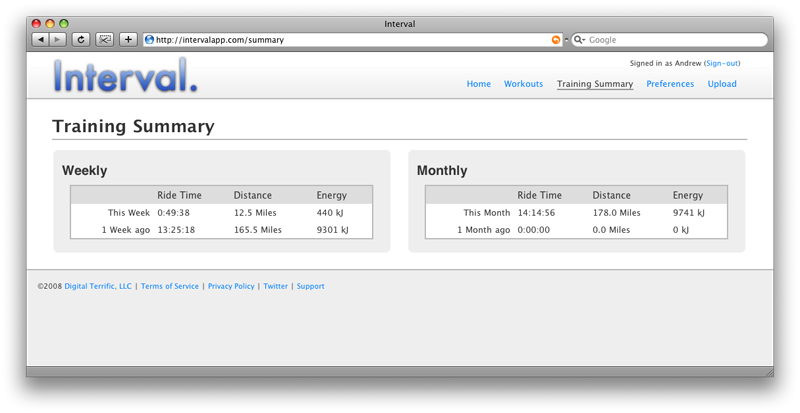 Interval
http://intervalapp.com/summary
Google
Interval.
Signed in as Andrew (Sign-out)
Home Workouts Training Summary Preferences Upload
Training Summary
Weekly
Ride Time Distance Energy
This Week 0:49:38 12.5 Miles 440 kJ
1 Week ago 13:25:18 165.5 Miles 9301 kJ
Monthly
Ride Time Distance Energy
This Month 14:14:56 178.0 Miles 9741 kJ
1 Month ago 0:00:00 0.0 Miles 0 kJ
©2008 Digital Terrific, LLC | Terms of Service | Privacy Policy | Twitter | Support